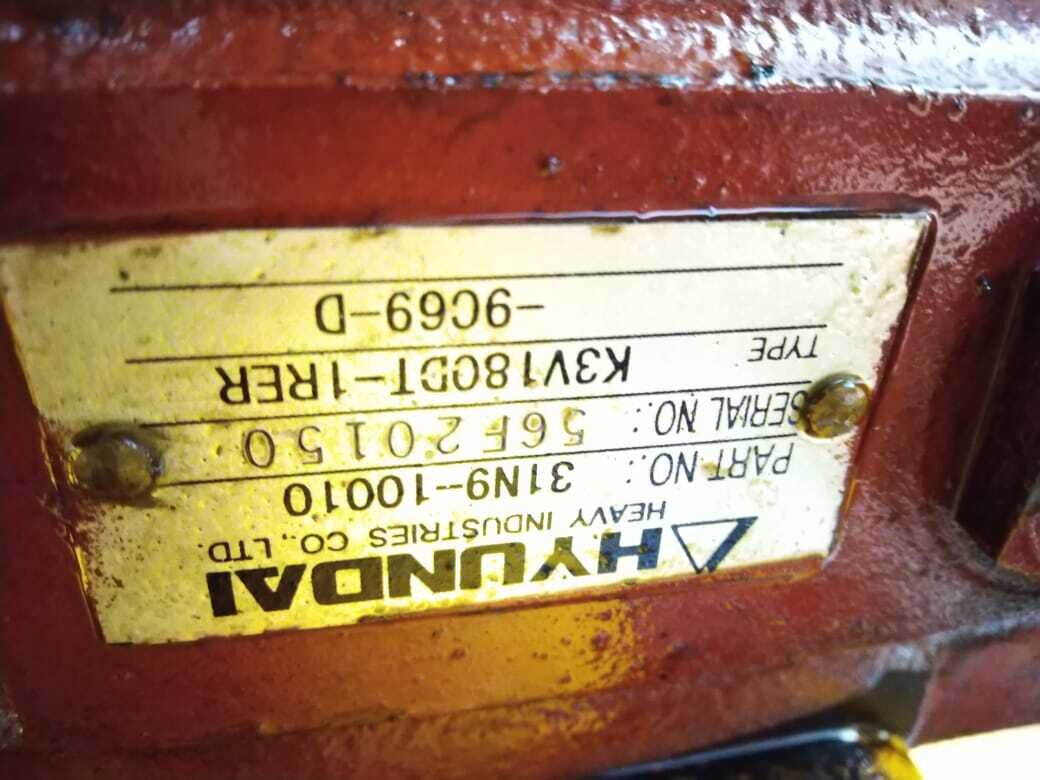 HYUNDAI
HEAVY INDUSTRIES CO., LTD.
PART NO.: 31N9-10010
SERIAL NO.: 56F20150
TYPE K3V180DT-1RER
-9C69-D